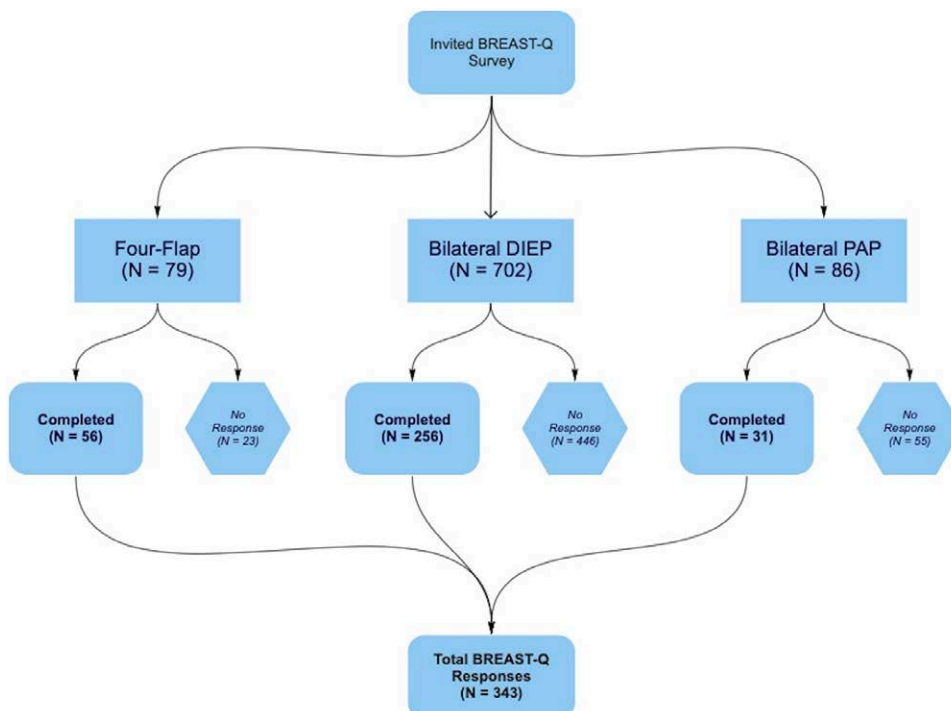 Invited BREAST-Q
Survey
Four-Flap
(N = 79)
Bilateral DIEP
(N = 702)
Bilateral PAP
(N = 86)
Completed
(N = 56)
No
Response
(N = 23)
Completed
(N = 256)
No
Response
(N = 446)
Completed
(N = 31)
No
Response
(N = 55)
Total BREAST-Q
Responses
(N = 343)